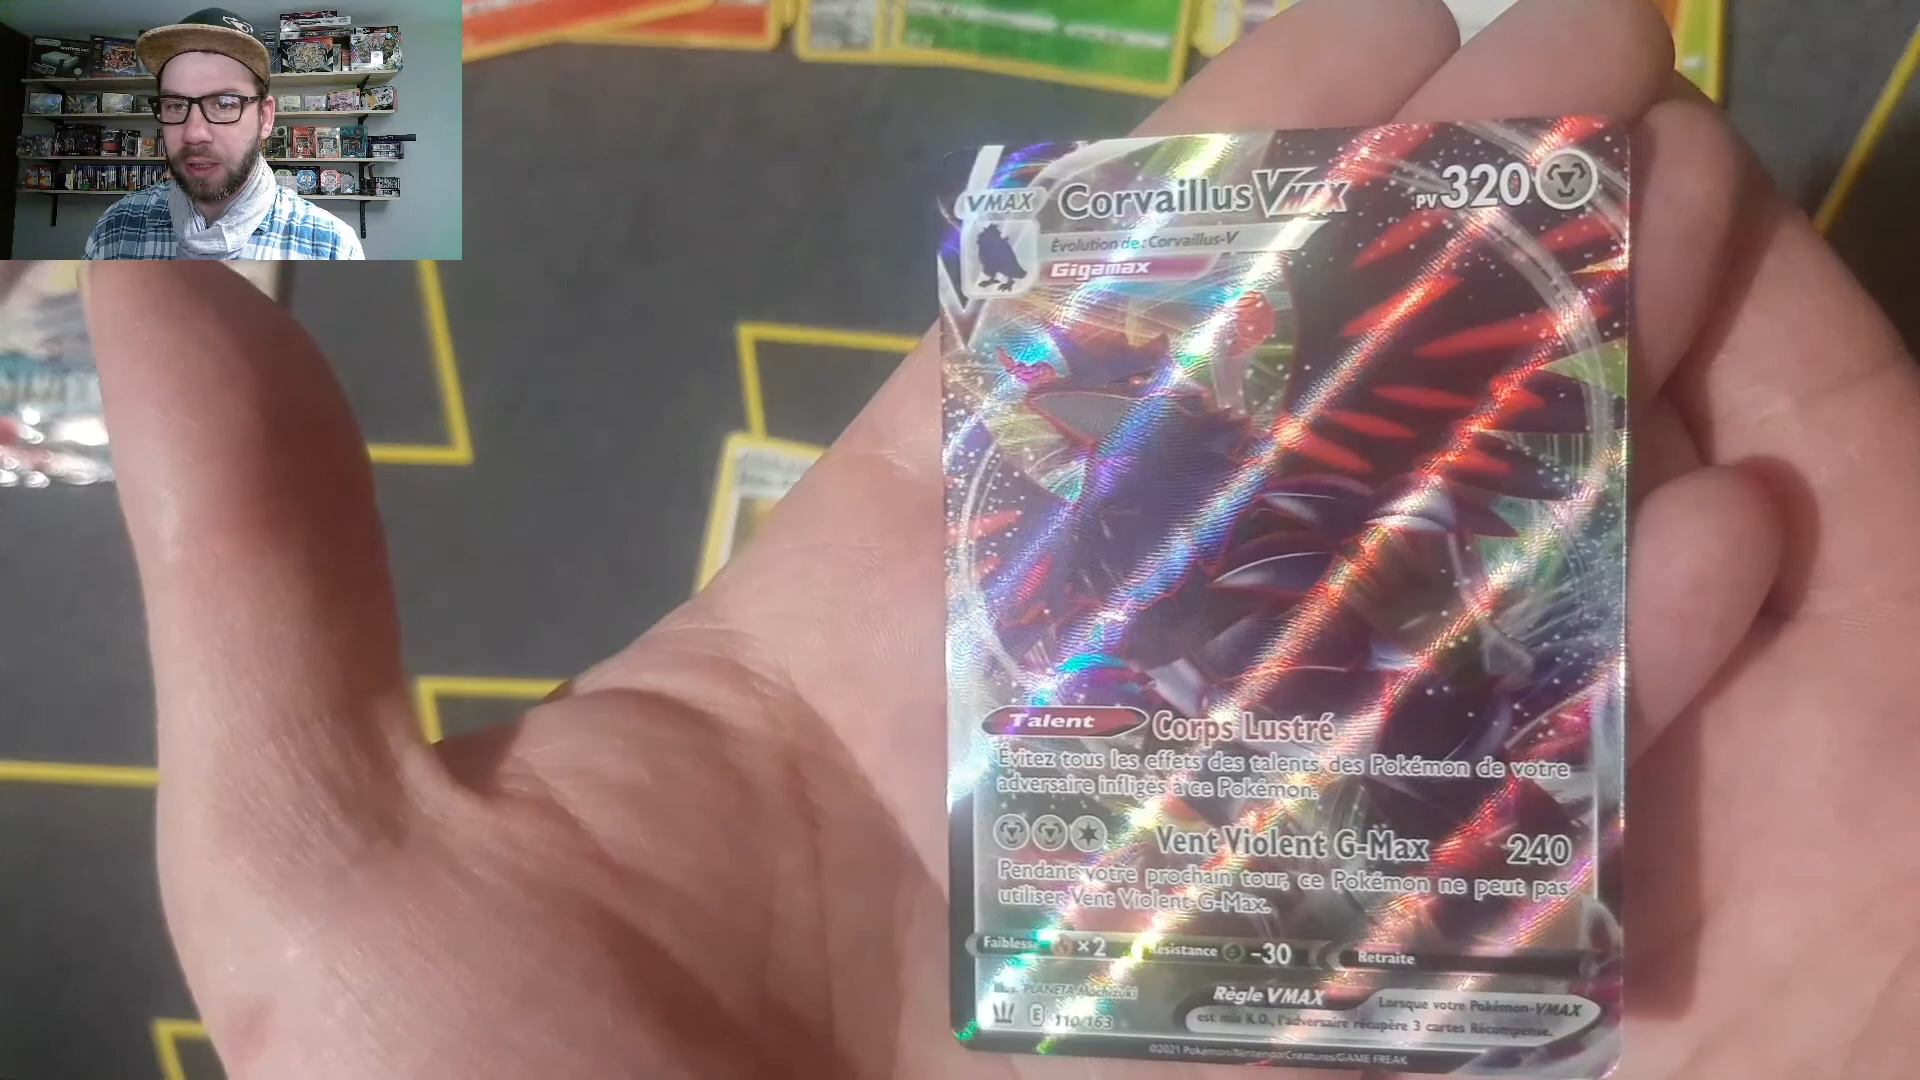 VMAX Corvaillus VMAX PV 320
Évolution de : Corvaillus-V
Gigamax
Talent Corps Lustré
Évitez tous les effets des talents des Pokémon de votre
adversaire infligés à ce Pokémon.
Vent Violent G-Max 240
Pendant votre prochain tour, ce Pokémon ne peut pas
utiliser Vent Violent G-Max.
Faiblesse ×2 Résistance -30 Retraite
Illus. PLANETA Mochizuki
Règle VMAX Lorsque votre Pokémon-VMAX
est mis K.O., l'adversaire récupère 3 cartes Récompense.
E 110/163
©2021 Pokémon/Nintendo/Creatures/GAME FREAK